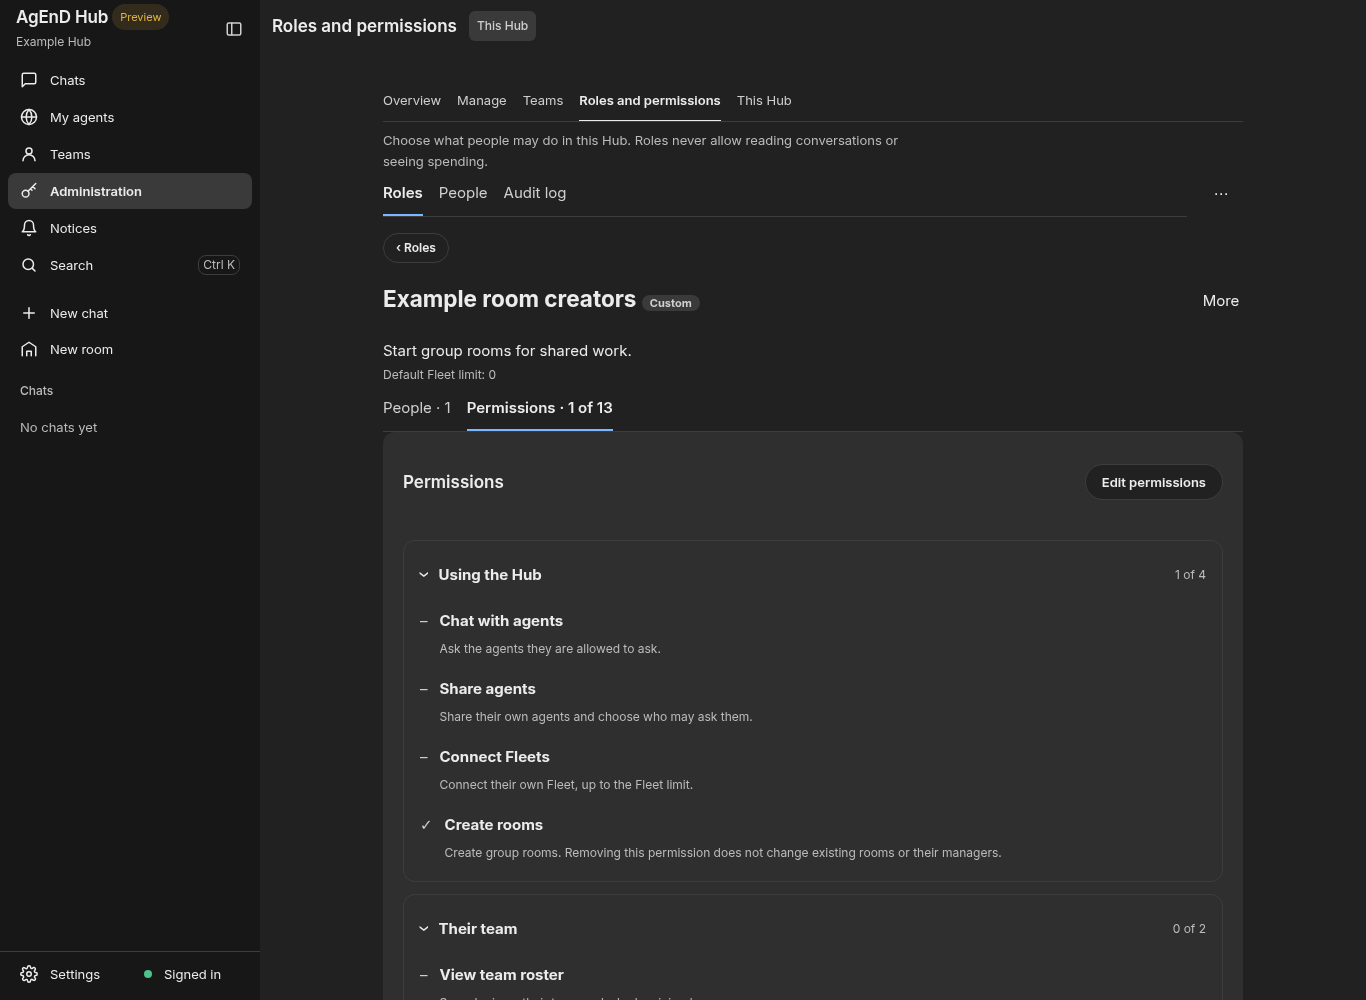 AgEnD Hub Preview
Example Hub
Chats
My agents
Teams
Administration
Notices
Search Ctrl K
New chat
New room
Chats
No chats yet
Settings
Signed in
Roles and permissions This Hub
Overview Manage Teams Roles and permissions This Hub
Choose what people may do in this Hub. Roles never allow reading conversations or
seeing spending.
Roles People Audit log ···
‹ Roles
Example room creators Custom More
Start group rooms for shared work.
Default Fleet limit: 0
People · 1 Permissions · 1 of 13
Permissions Edit permissions
Using the Hub 1 of 4
– Chat with agents
Ask the agents they are allowed to ask.
– Share agents
Share their own agents and choose who may ask them.
– Connect Fleets
Connect their own Fleet, up to the Fleet limit.
✓ Create rooms
Create group rooms. Removing this permission does not change existing rooms or their managers.
Their team 0 of 2
– View team roster